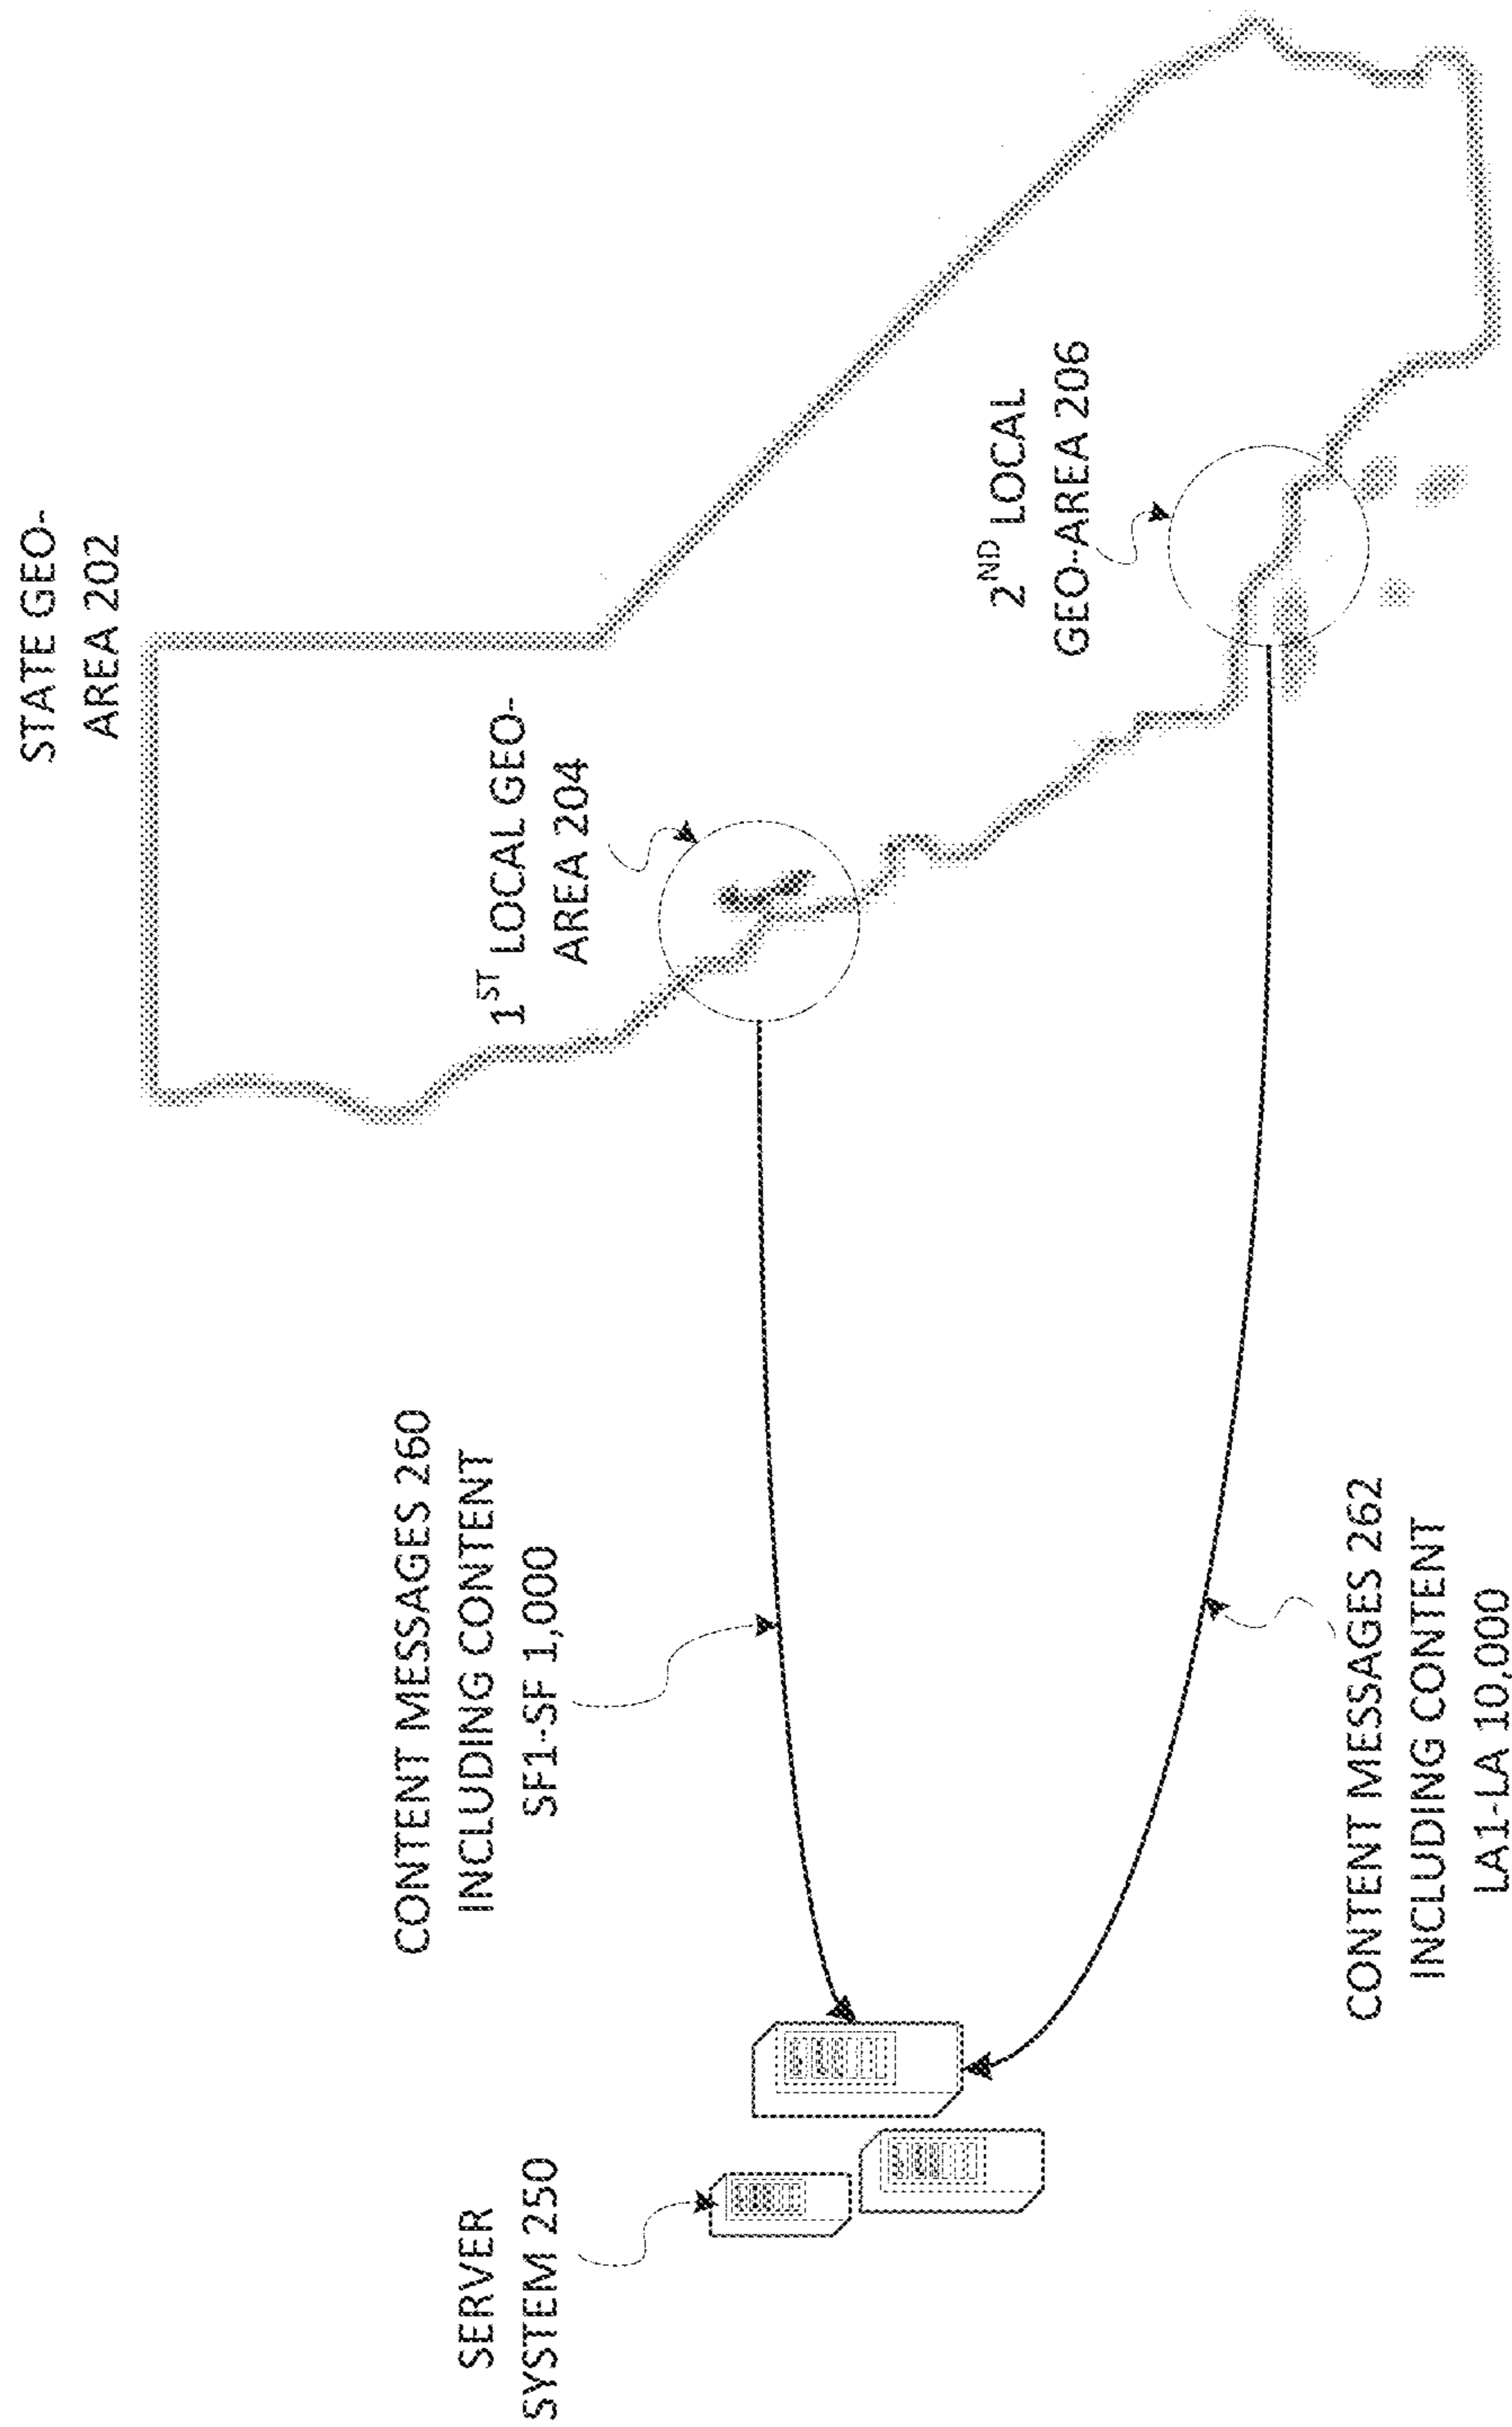 STATE GEO-
AREA 202
1ST LOCAL GEO-
AREA 204
2ND LOCAL
GEO-AREA 206
CONTENT MESSAGES 260
INCLUDING CONTENT
SF1-SF 1,000
SERVER
SYSTEM 250
CONTENT MESSAGES 262
INCLUDING CONTENT
LA1-LA 10,000